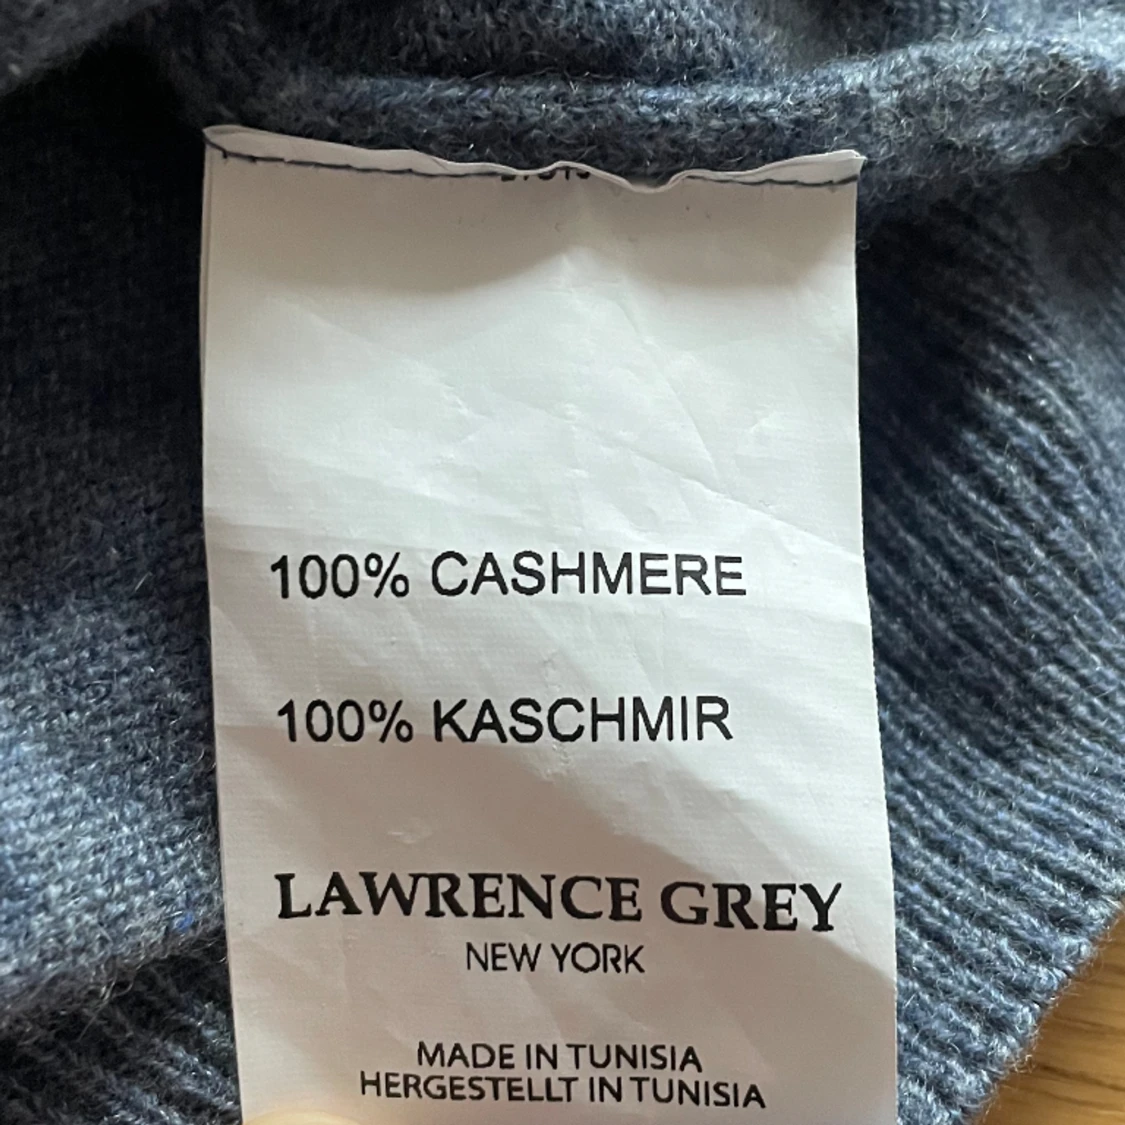 100% CASHMERE
100% KASCHMIR
LAWRENCE GREY
NEW YORK
MADE IN TUNISIA
HERGESTELLT IN TUNISIA